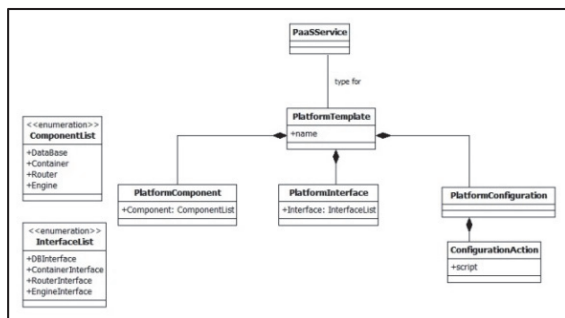 PaaSService
type for
PlatformTemplate
+name
<<enumeration>>
ComponentList
+DataBase
+Container
+Router
+Engine
PlatformComponent
+Component: ComponentList
PlatformInterface
+Interface: InterfaceList
PlatformConfiguration
<<enumeration>>
InterfaceList
+DBInterface
+ContainerInterface
+RouterInterface
+EngineInterface
ConfigurationAction
+script